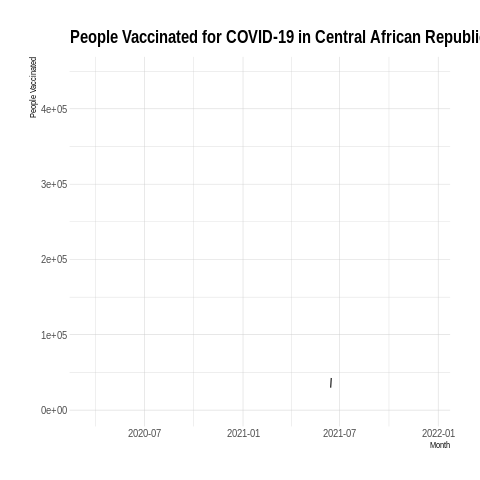 People Vaccinated for COVID-19 in Central African Republi
People Vaccinated
4e+05
3e+05
2e+05
1e+05
0e+00
2020-07
2021-01
2021-07
2022-01
Month